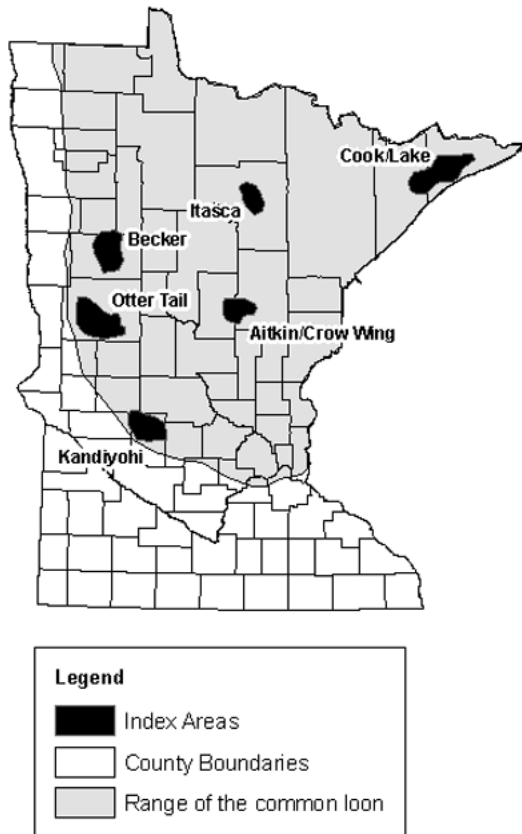 Cook/Lake
Itasca
Becker
Otter Tail
Aitkin/Crow Wing
Kandiyohi
Legend
Index Areas
County Boundaries
Range of the common loon